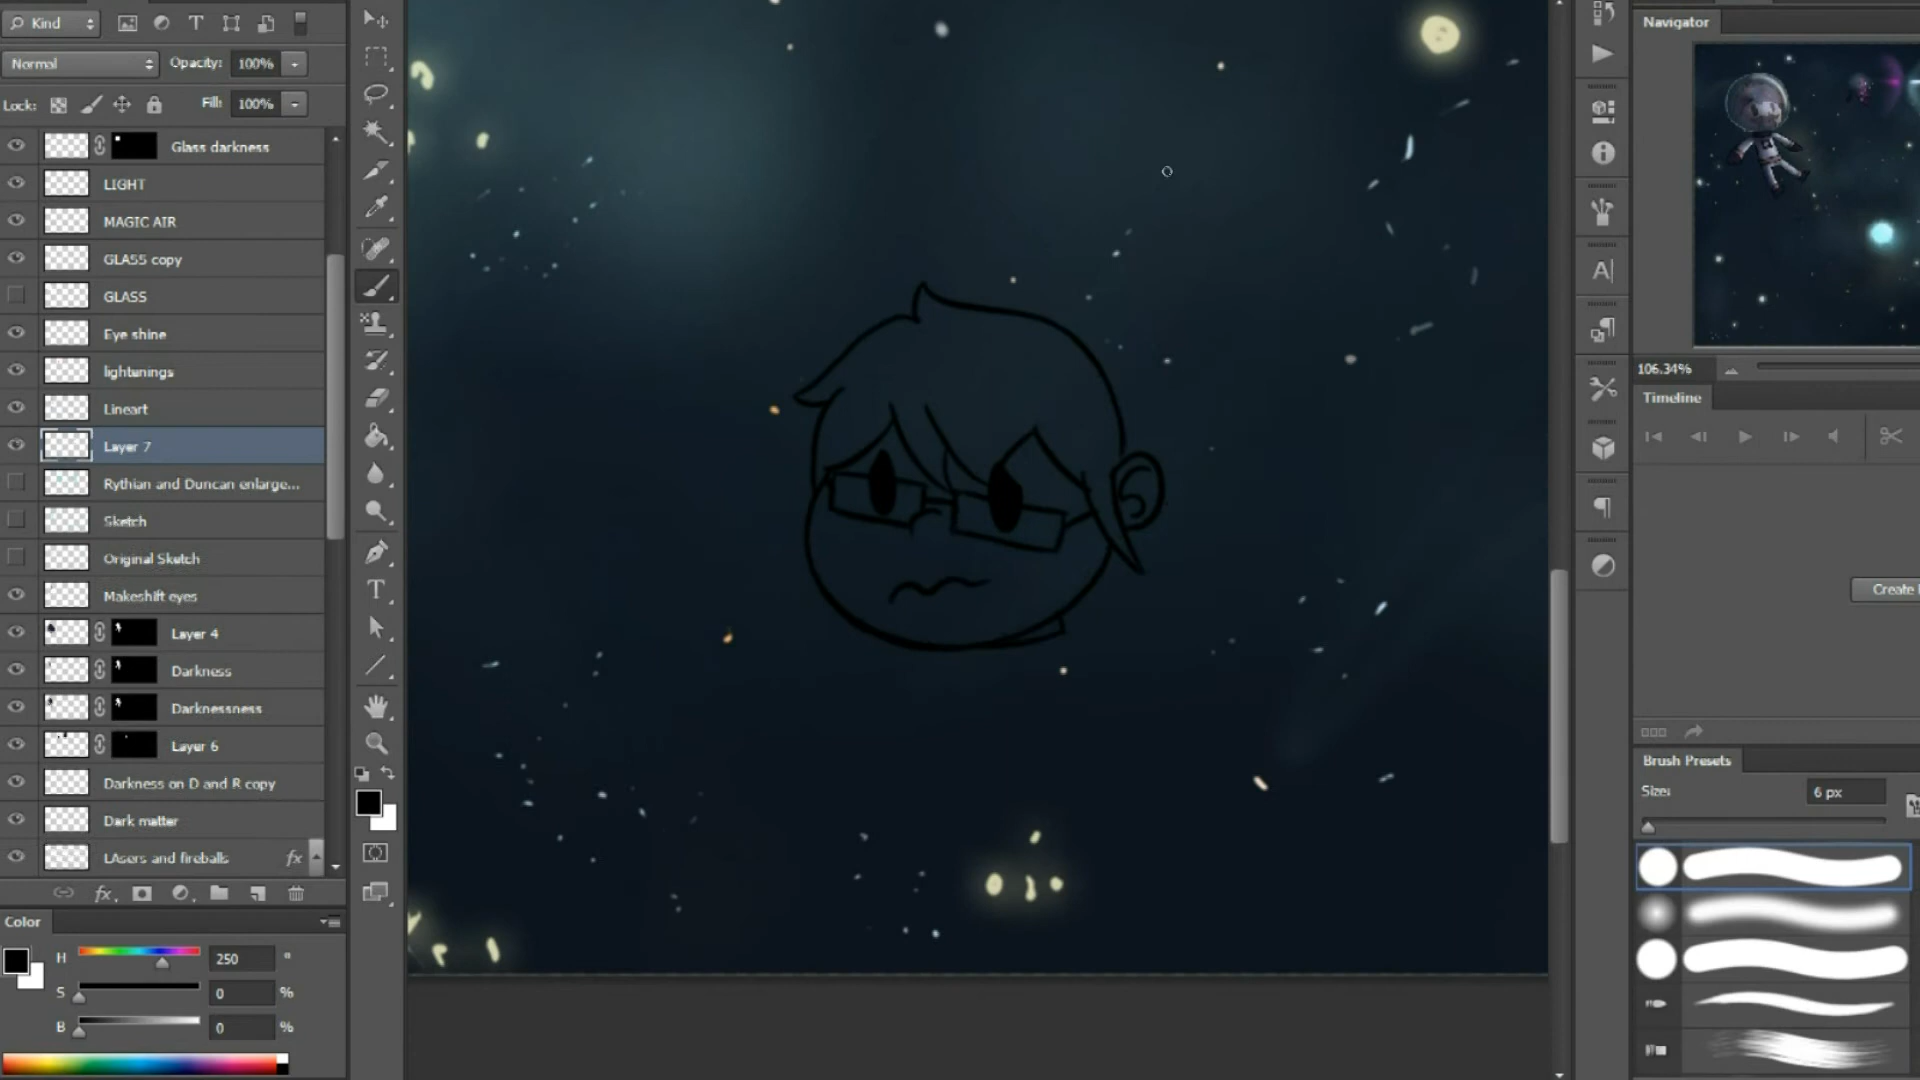 Kind
Normal
Opacity:
100%
Lock:
Fill:
100%
Glass darkness
LIGHT
MAGIC AIR
GLASS copy
GLASS
Eye shine
lightanings
Lineart
Layer 7
Rythian and Duncan enlarge...
Sketch
Original Sketch
Makeshift eyes
Layer 4
Darkness
Darknessness
Layer 6
Darkness on D and R copy
Dark matter
LAsers and fireballs
fx
fx
Color
H
250
°
S
0
%
B
0
%
T
T
A
Navigator
106.34%
Timeline
Create
Brush Presets
Size:
6 px